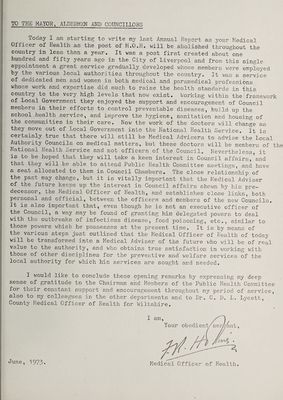 TO THE MAYOR, ALDERMEN AND COUNCILLORS
Today I am starting to write my last Annual Report as your Medical
Officer of Health as the post of M.O.H. will be abolished throughout the
country in less than a year. It was a post first created about one
hundred and fifty years ago in the City of Liverpool and from this single
appointment a great service gradually developed whose members were employed
by the various local authorities throughout the country. It was a service
of dedicated men and women in both medical and paramedical professions
whose work and expertise did much to raise the health standards in this
country to the very high levels that now exist. Working within the framework
of Local Government they enjoyed the support and encouragement of Council
members in their efforts to control preventable diseases, build up the
school health service, and improve the hygiene, sanitation and housing of
the communities in their care. Now the work of the doctors will change as
they move out of Local Government into the National Health Service. It is
certainly true that there will still be Medical Advisers to advise the local
Authority Councils on medical matters, but these doctors will be members of the
National Health Service and not officers of the Council. Nevertheless, it
is to be hoped that they will take a keen interest in Council affairs, and
that they will be able to attend Public Health Committee meetings, and have
a seat allocated to them in Council Chambers. The close relationship of
the past may change, but it is vitally important that the Medical Adviser
of the future keeps up the interest in Council affairs shown by his pre-
decessor, the Medical Officer of Health, and establishes close links, both
personal and official, between the officers and members of the new Councils.
It is also important that, even though he is not an executive officer of
the Council, a way may be found of granting him delegated powers to deal
with the outbreaks of infectious disease, food poisoning, etc., similar to
those powers which he possesses at the present time. It is by means of
the various steps just outlined that the Medical Officer of Health of today
will be transformed into a Medical Adviser of the future who will be of real
value to the authority, and who obtains true satisfaction in working with
those of other disciplines for the preventive and welfare services of the
local authority for which his services are sought and needed.
I would like to conclude these opening remarks by expressing my deep
sense of gratitude to the Chairman and Members of the Public Health Committee
for their constant support and encouragement throughout my period of service,
also to my colleagues in the other departments and to Dr. C. D. L. Lycett,
County Medical Officer of Health for Wiltshire.
I am,
Your obedient servant,
Medical Officer of Health.
June, 1973.